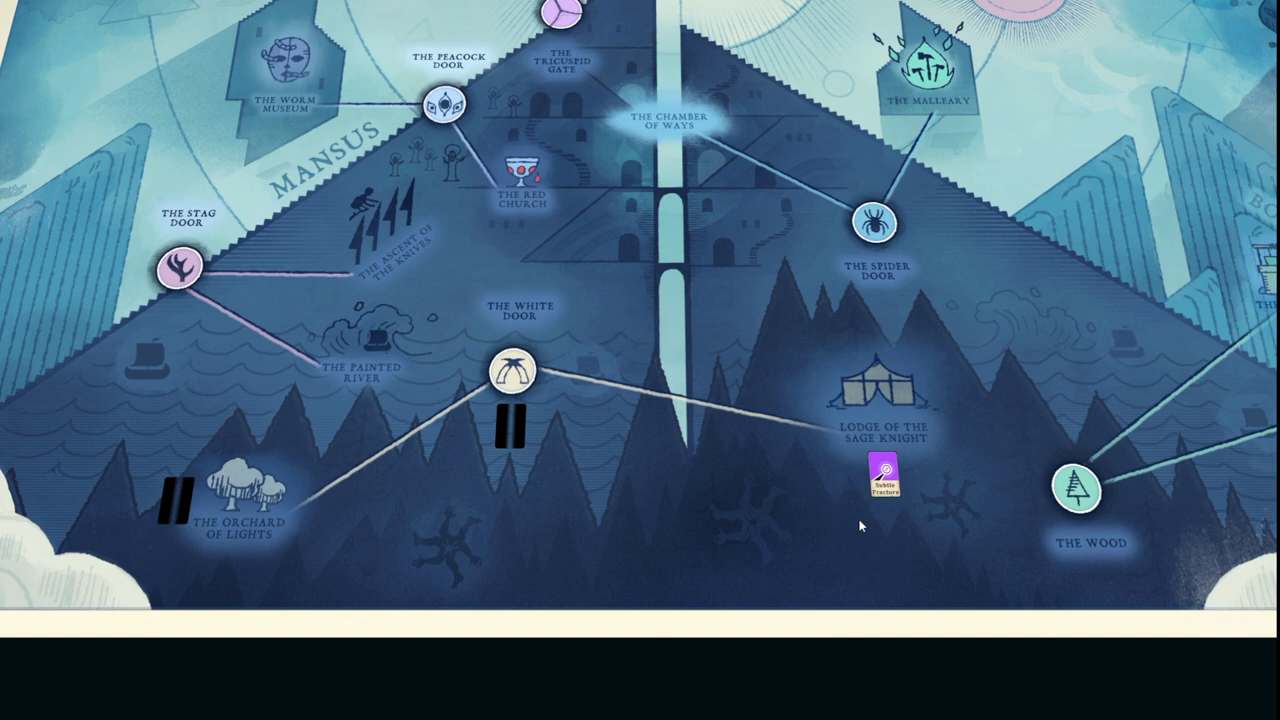 THE PEACOCK
DOOR
THE
TRICUSPID
GATE
THE WORM
MUSEUM
THE MALLEARY
THE CHAMBER
OF WAYS
MANSUS
THE RED
CHURCH
THE STAG
DOOR
THE ASCENT OF
THE KNIVES
THE SPIDER
DOOR
THE WHITE
DOOR
THE PAINTED
RIVER
LODGE OF THE
SAGE KNIGHT
Subtle
Fracture
THE ORCHARD
OF LIGHTS
THE WOOD